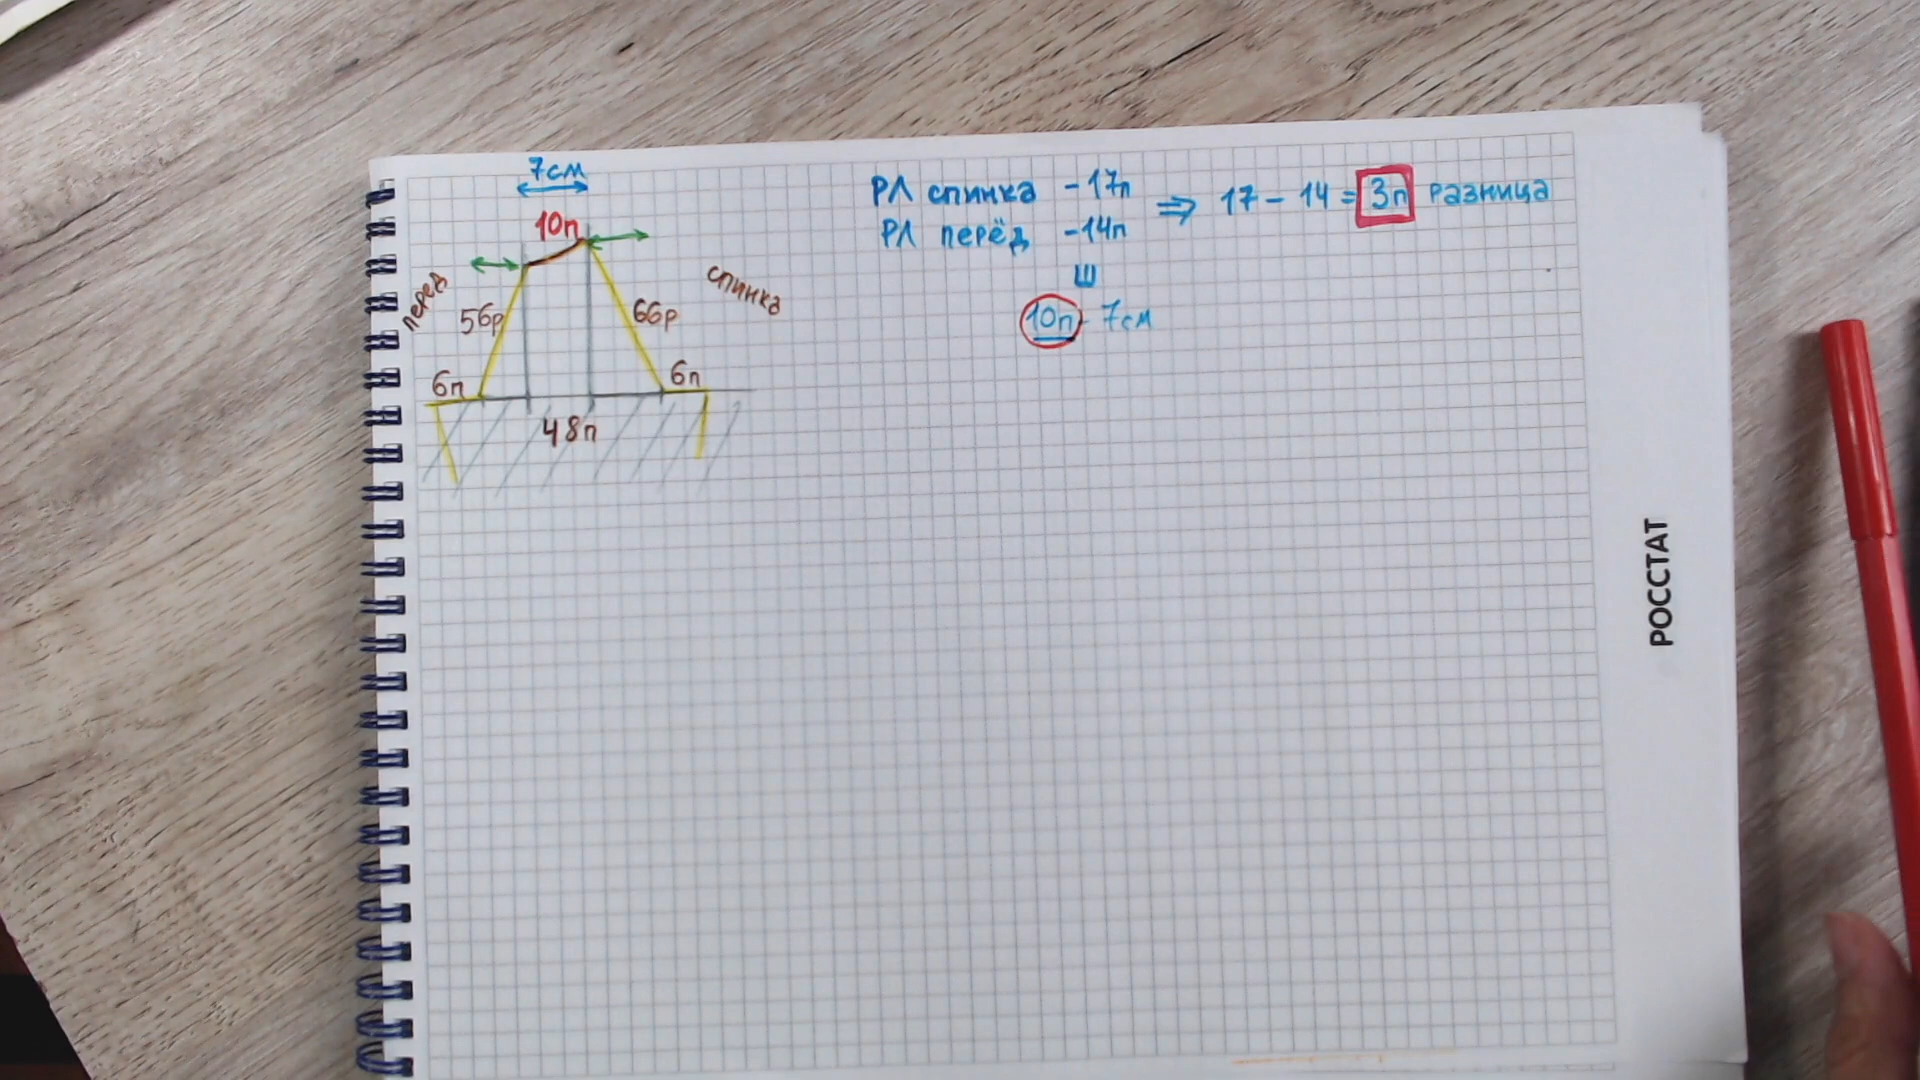 7см
10п
перед
56р
66р
спинка
6п
6п
48п
РЛ спинка - 17п ⇒ 17 - 14 = 3п разница
РЛ перёд - 14п
Ш
10п - 7см
РОССТАТ